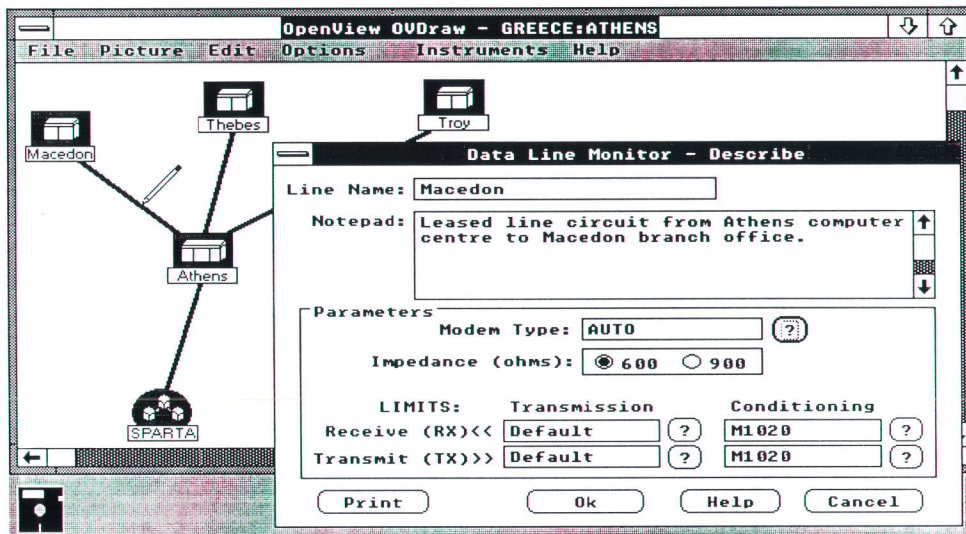 OpenView OVDraw - GREECE:ATHENS
File Picture Edit Options Instruments Help
Thebes
Troy
Macedon
Athens
SPARTA
Data Line Monitor - Describe
Line Name: Macedon
Notepad: Leased line circuit from Athens computer
centre to Macedon branch office.
Parameters
Modem Type: AUTO ?
Impedance (ohms): 600 900
LIMITS: Transmission Conditioning
Receive (RX)<< Default ? M1020 ?
Transmit (TX)>> Default ? M1020 ?
Print Ok Help Cancel